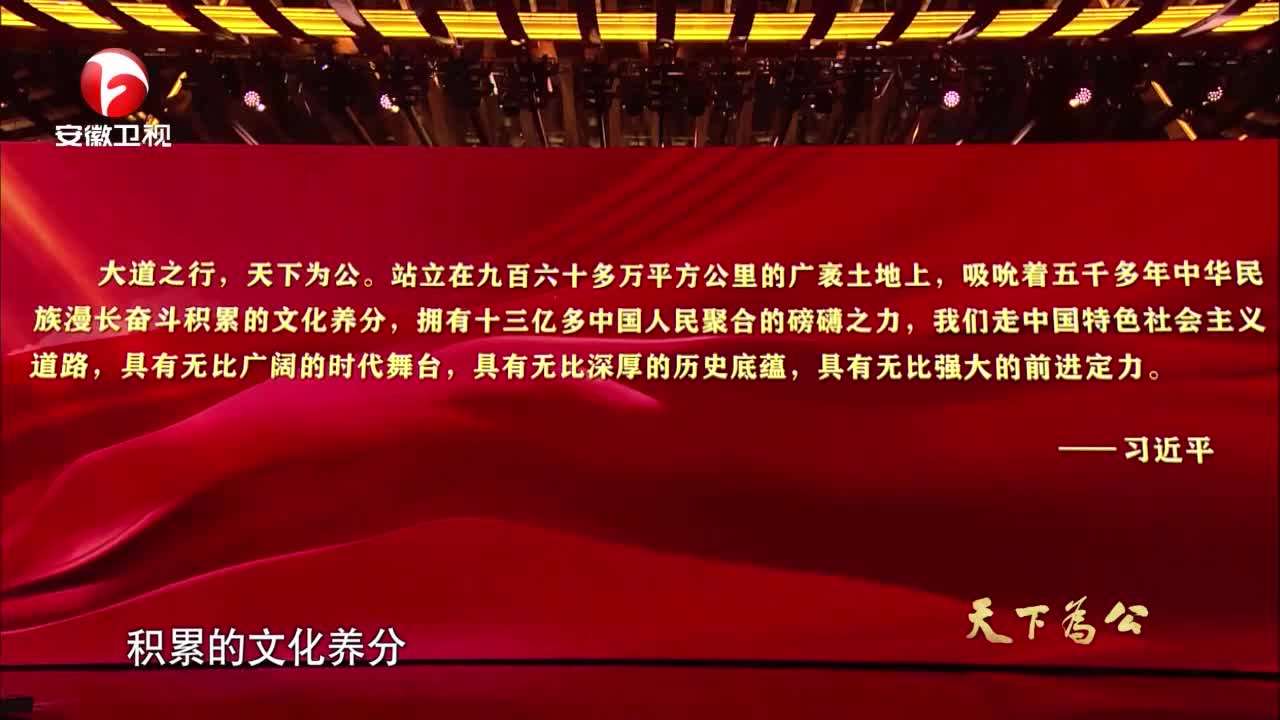 安徽卫视
大道之行，天下为公。站立在九百六十多万平方公里的广袤土地上，吸吮着五千多年中华民
族漫长奋斗积累的文化养分，拥有十三亿多中国人民聚合的磅礴之力，我们走中国特色社会主义
道路，具有无比广阔的时代舞台，具有无比深厚的历史底蕴，具有无比强大的前进定力。
——习近平
天下为公
积累的文化养分